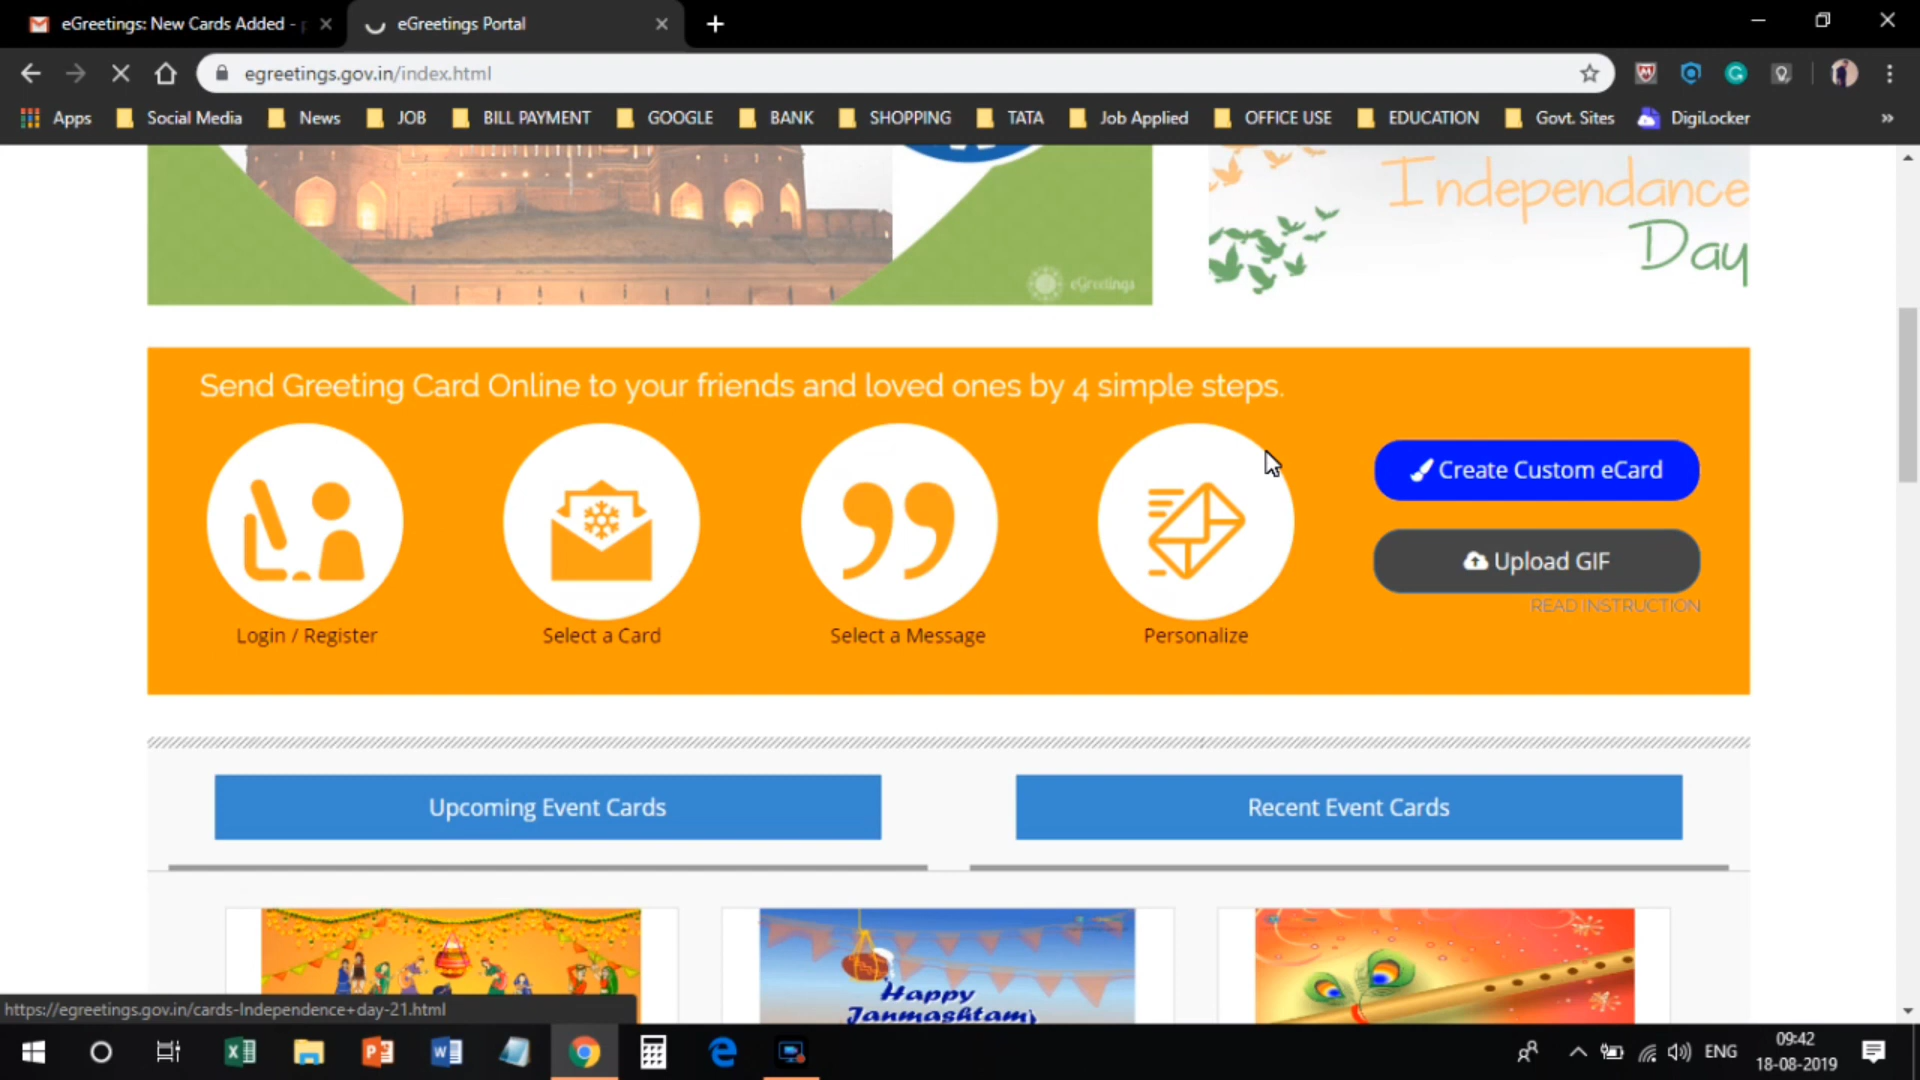 eGreetings: New Cards Added -
eGreetings Portal
egreetings.gov.in/index.html
Apps
Social Media
News
JOB
BILL PAYMENT
GOOGLE
BANK
SHOPPING
TATA
Job Applied
OFFICE USE
EDUCATION
Govt. Sites
DigiLocker
»
Independance
Day
eGreetings
Send Greeting Card Online to your friends and loved ones by 4 simple steps.
Create Custom eCard
Upload GIF
READ INSTRUCTION
Login / Register
Select a Card
Select a Message
Personalize
Upcoming Event Cards
Recent Event Cards
Happy
Janmashtami
https://egreetings.gov.in/cards-Independence+day-21.html
ENG
09:42
18-08-2019